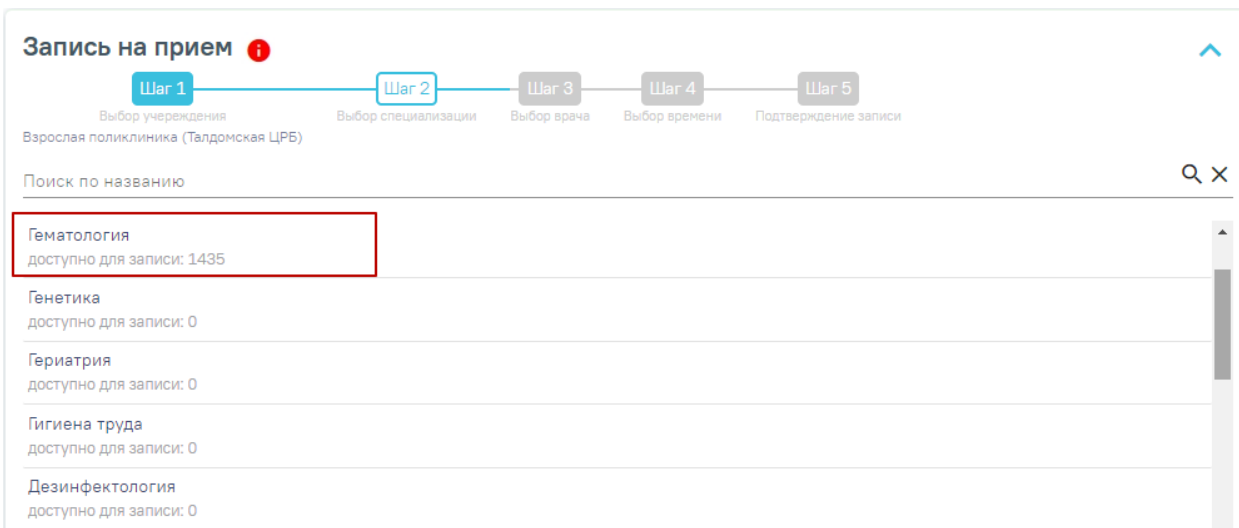 Запись на прием
Шаг 1 Шаг 2 Шаг 3 Шаг 4 Шаг 5
Выбор учереждения Выбор специализации Выбор врача Выбор времени Подтверждение записи
Взрослая поликлиника (Талдомская ЦРБ)
Поиск по названию
Гематология
доступно для записи: 1435
Генетика
доступно для записи: 0
Гериатрия
доступно для записи: 0
Гигиена труда
доступно для записи: 0
Дезинфектология
доступно для записи: 0